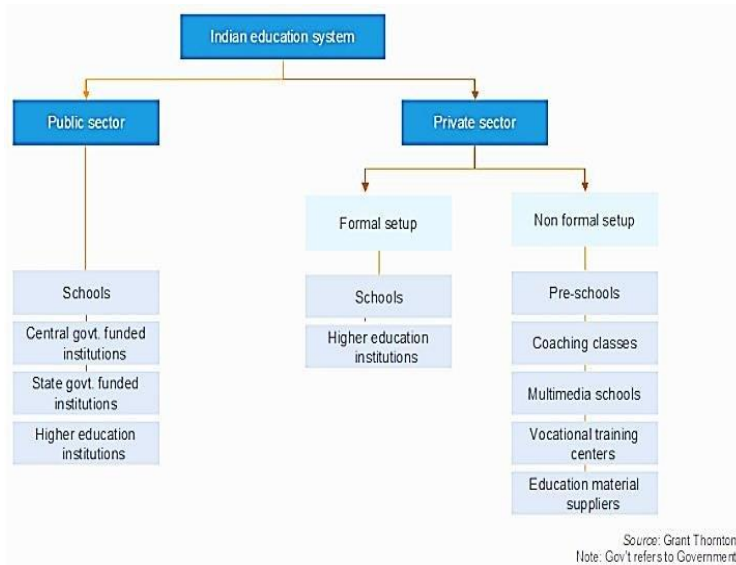 Indian education system
Public sector
Private sector
Formal setup
Non formal setup
Schools
Central govt. funded
institutions
State govt. funded
institutions
Higher education
institutions
Schools
Higher education
institutions
Pre-schools
Coaching classes
Multimedia schools
Vocational training
centers
Education material
suppliers
Source: Grant Thornton
Note: Gov't refers to Government